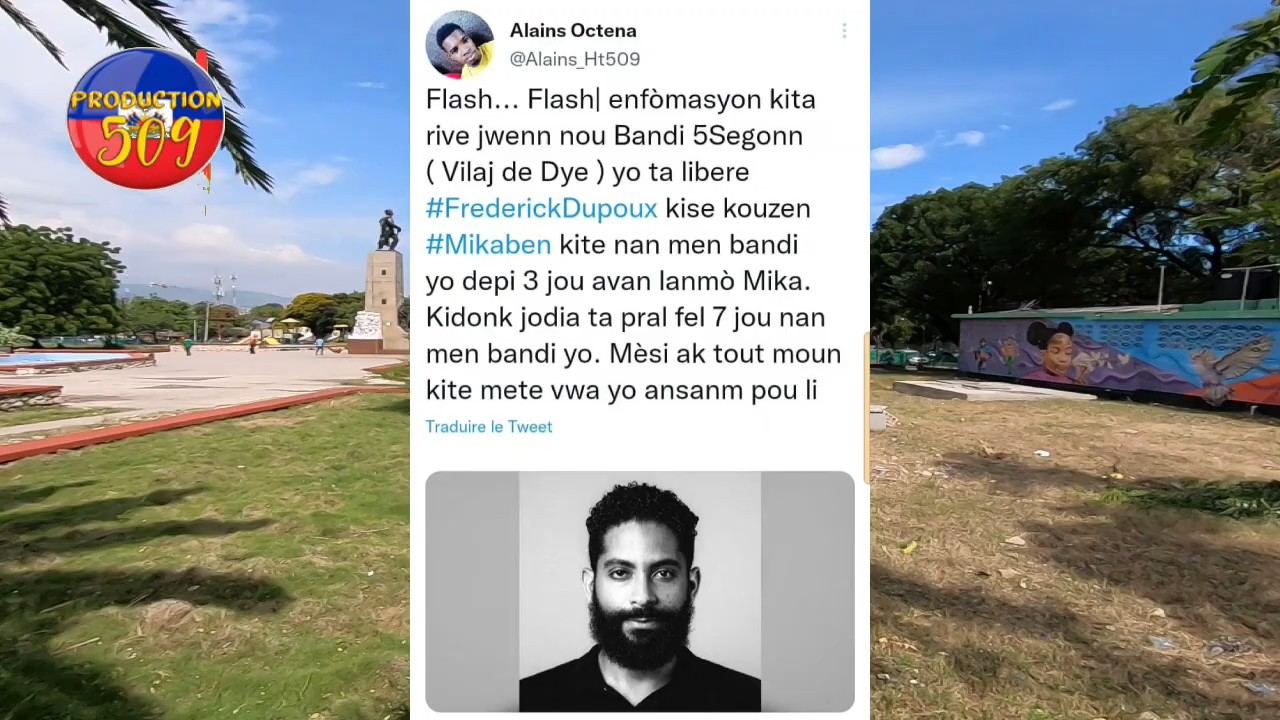 PRODUCTION
509
Alains Octena
@Alains_Ht509
Flash... Flash| enfòmasyon kita
rive jwenn nou Bandi 5Segonn
( Vilaj de Dye ) yo ta libere
#FrederickDupoux kise kouzen
#Mikaben kite nan men bandi
yo depi 3 jou avan lanmò Mika.
Kidonk jodia ta pral fel 7 jou nan
men bandi yo. Mèsi ak tout moun
kite mete vwa yo ansanm pou li
Traduire le Tweet